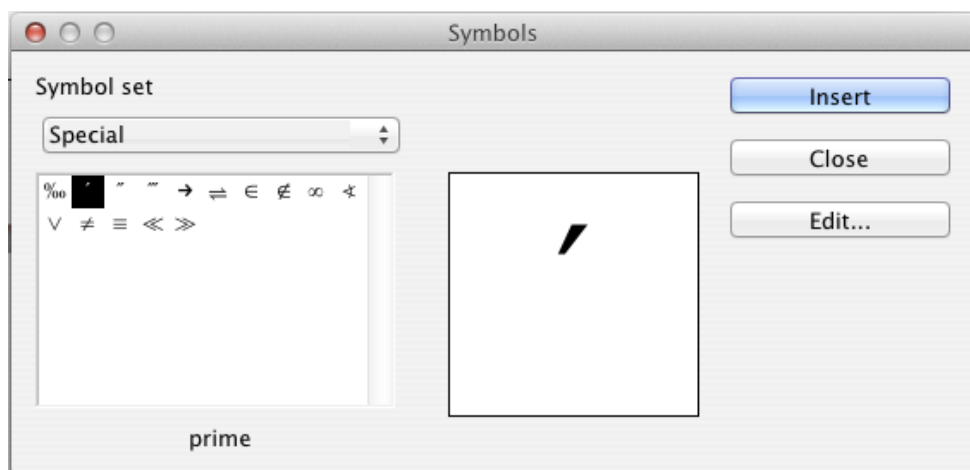 Symbols
Symbol set
Special
‰ ′ ″ ‴ → ⇌ ∈ ∉ ∞ ∢
∨ ≠ ≡ ≪ ≫
′
prime
Insert
Close
Edit...